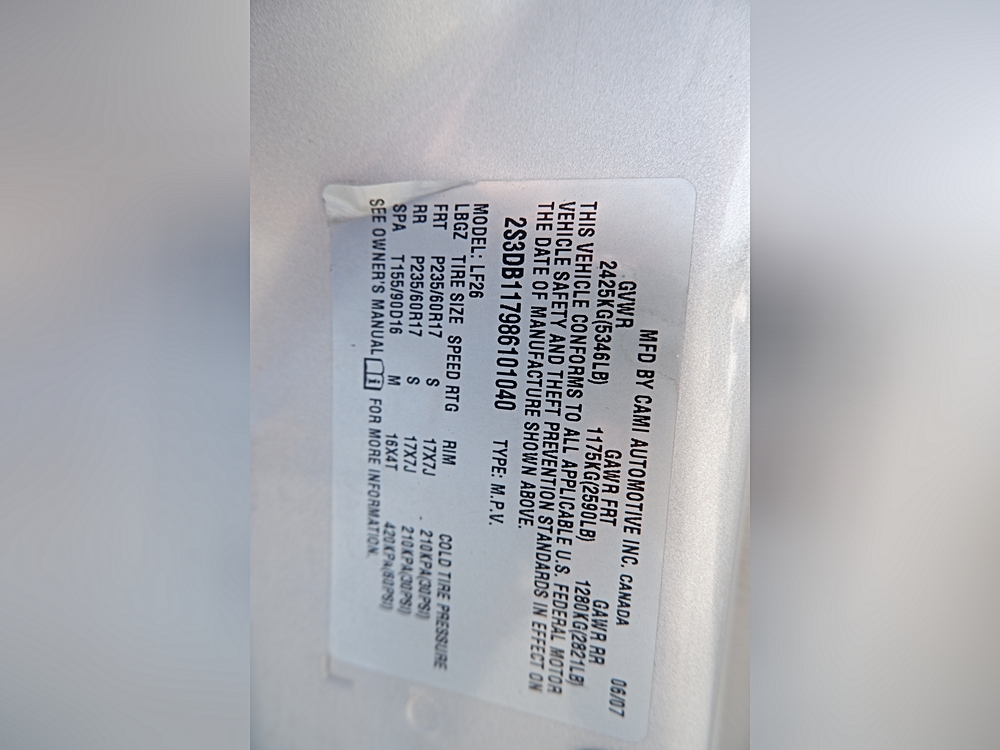 MFD BY CAMI AUTOMOTIVE INC. CANADA 06/07
GVWR GAWR FRT GAWR RR
2425KG(5346LB) 1175KG(2590LB) 1280KG(2821LB)
THIS VEHICLE CONFORMS TO ALL APPLICABLE U.S. FEDERAL MOTOR
VEHICLE SAFETY AND THEFT PREVENTION STANDARDS IN EFFECT ON
THE DATE OF MANUFACTURE SHOWN ABOVE.
2S3DB117986101040 TYPE: M.P.V.
MODEL: LF26
LBGZ TIRE SIZE SPEED RTG RIM COLD TIRE PRESSURE
FRT P235/60R17 S 17X7J 210KPA(30PSI)
RR P235/60R17 S 17X7J 210KPA(30PSI)
SPA T155/90D16 M 16X4T 420KPA(60PSI)
SEE OWNER'S MANUAL FOR MORE INFORMATION.